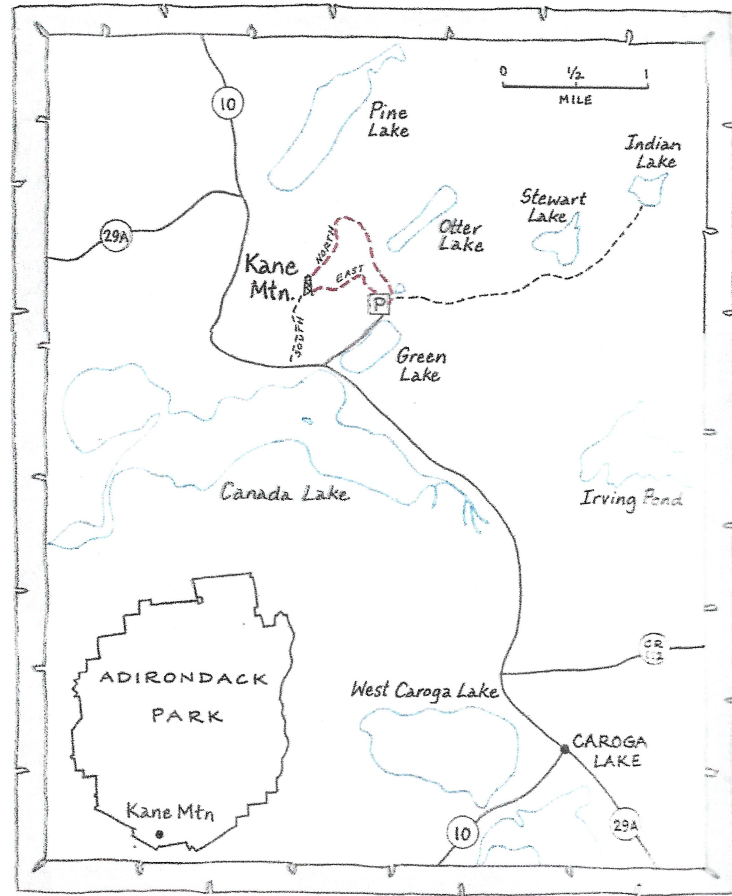 0 1/2 1
MILE
10
Pine
Lake
Indian
Lake
Stewart
Lake
29A
Otter
Lake
NORTH
EAST
Kane
Mtn.
P
SOUTH
Green
Lake
Canada Lake
Irving Pond
ADIRONDACK
PARK
Kane Mtn
CR
112
West Caroga Lake
CAROGA
LAKE
10
29A